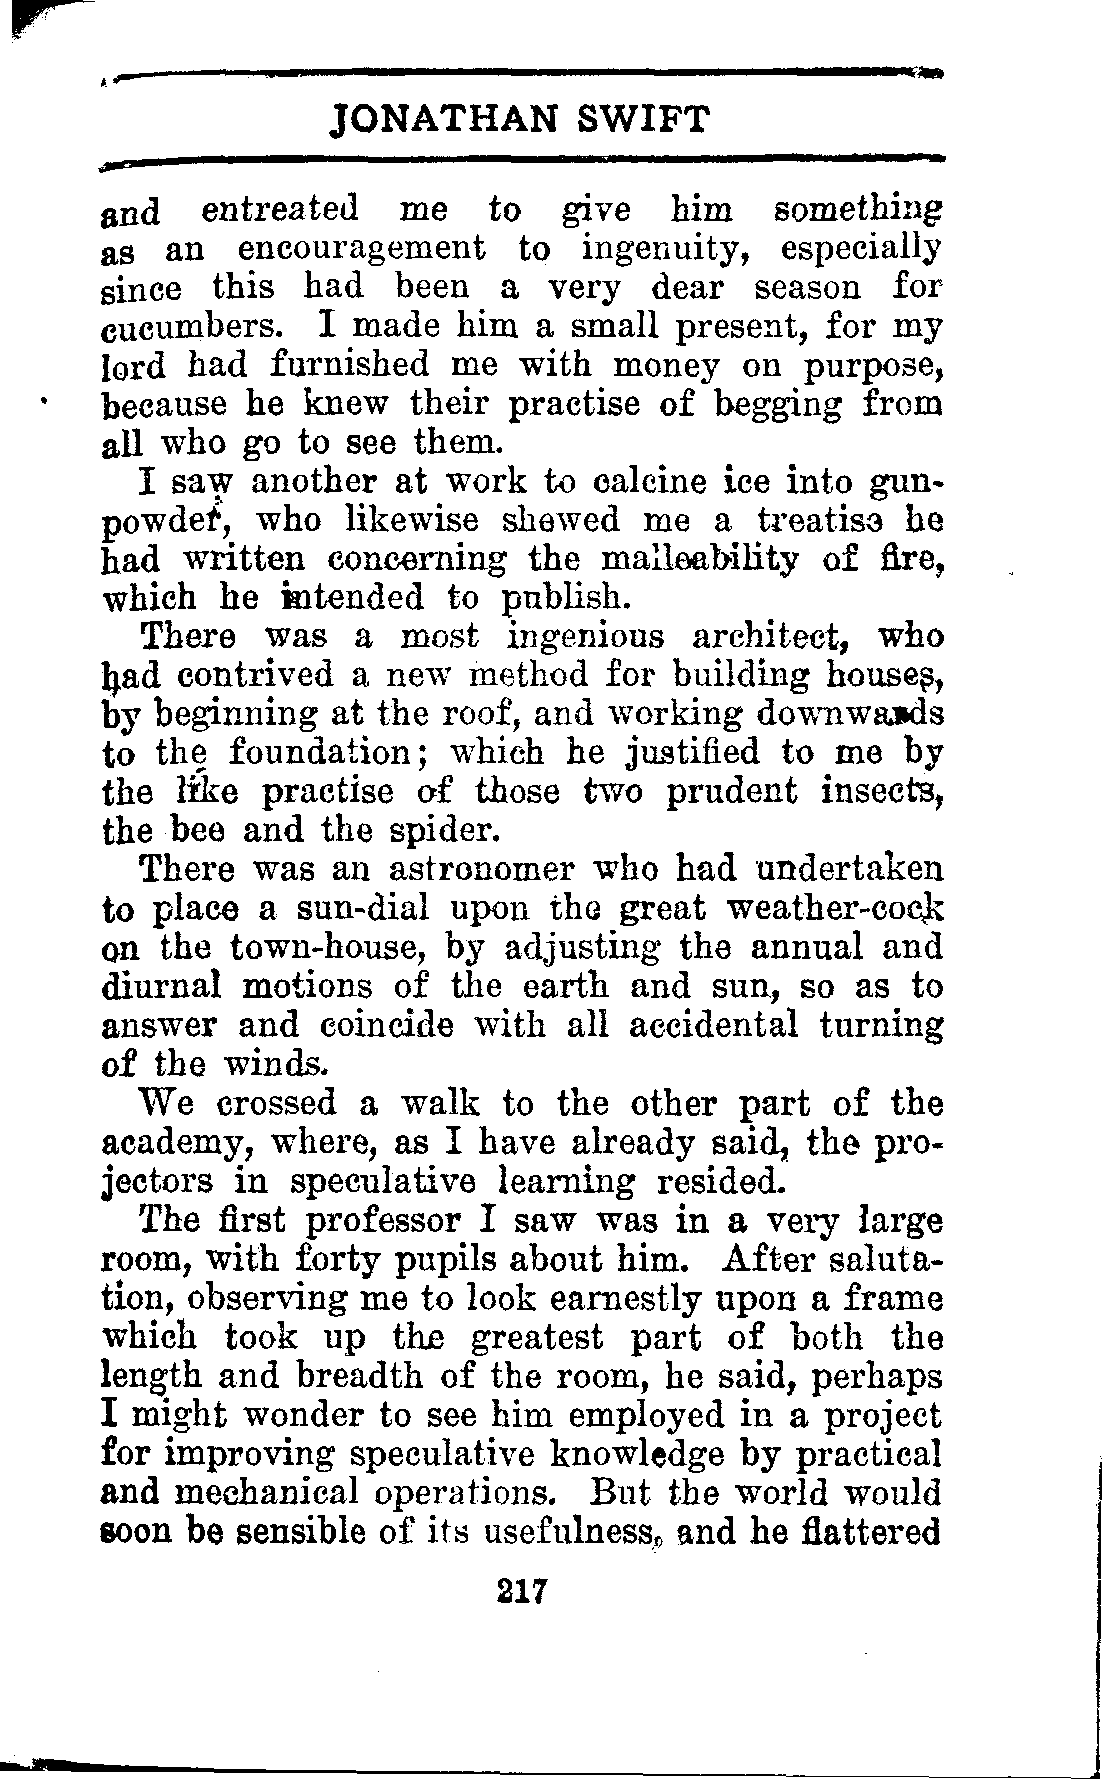 JONATHAN SWIFT
and entreated me to give him something
as an encouragement to ingenuity, especially
since this had been a very dear season for
cucumbers. I made him a small present, for my
lord had furnished me with money on purpose,
because he knew their practise of begging from
all who go to see them.
I saw another at work to calcine ice into gun-
powder, who likewise shewed me a treatise he
had written concerning the malleability of fire,
which he intended to publish.
There was a most ingenious architect, who
had contrived a new method for building houses,
by beginning at the roof, and working downwards
to the foundation; which he justified to me by
the like practise of those two prudent insects,
the bee and the spider.
There was an astronomer who had undertaken
to place a sun-dial upon the great weather-cock
on the town-house, by adjusting the annual and
diurnal motions of the earth and sun, so as to
answer and coincide with all accidental turning
of the winds.
We crossed a walk to the other part of the
academy, where, as I have already said, the pro-
jectors in speculative learning resided.
The first professor I saw was in a very large
room, with forty pupils about him. After saluta-
tion, observing me to look earnestly upon a frame
which took up the greatest part of both the
length and breadth of the room, he said, perhaps
I might wonder to see him employed in a project
for improving speculative knowledge by practical
and mechanical operations. But the world would
soon be sensible of its usefulness, and he flattered
217